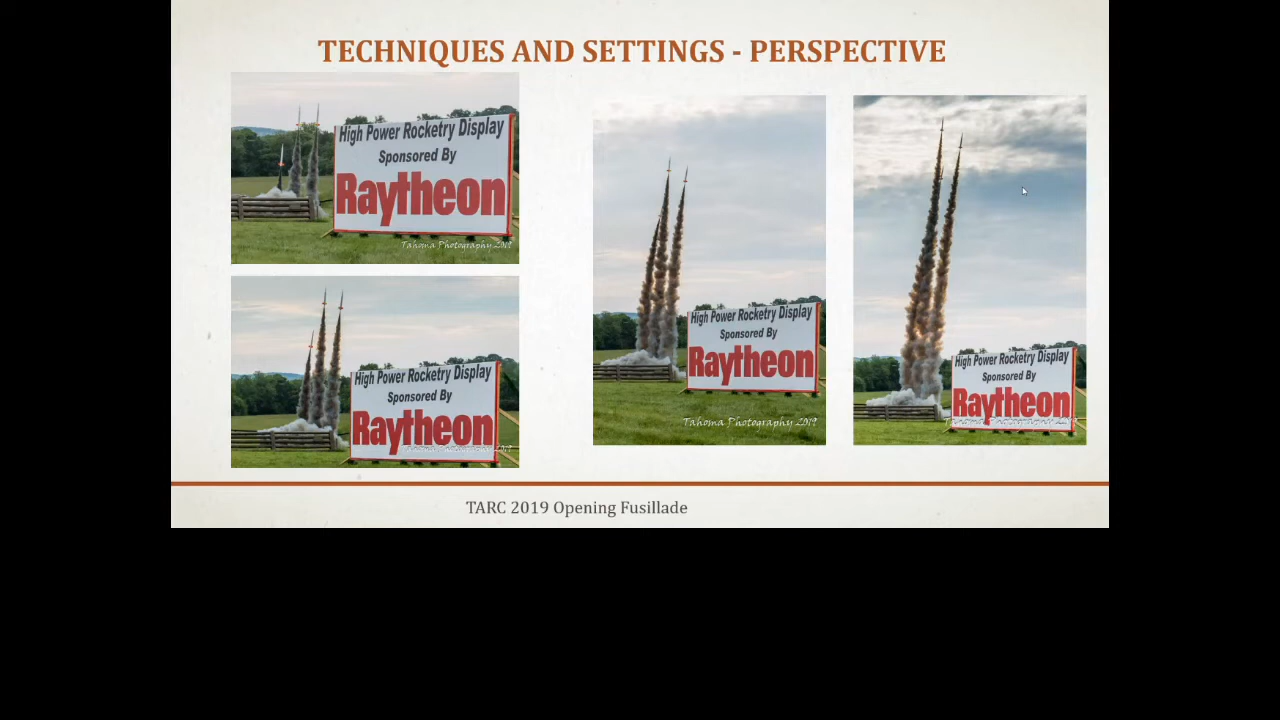 TECHNIQUES AND SETTINGS - PERSPECTIVE
High Power Rocketry Display
Sponsored By
Raytheon
Tahoma Photography 2019
High Power Rocketry Display
Sponsored By
Raytheon
High Power Rocketry Display
Sponsored By
Raytheon
Tahoma Photography 2019
High Power Rocketry Display
Sponsored By
Raytheon
TARC 2019 Opening Fusillade